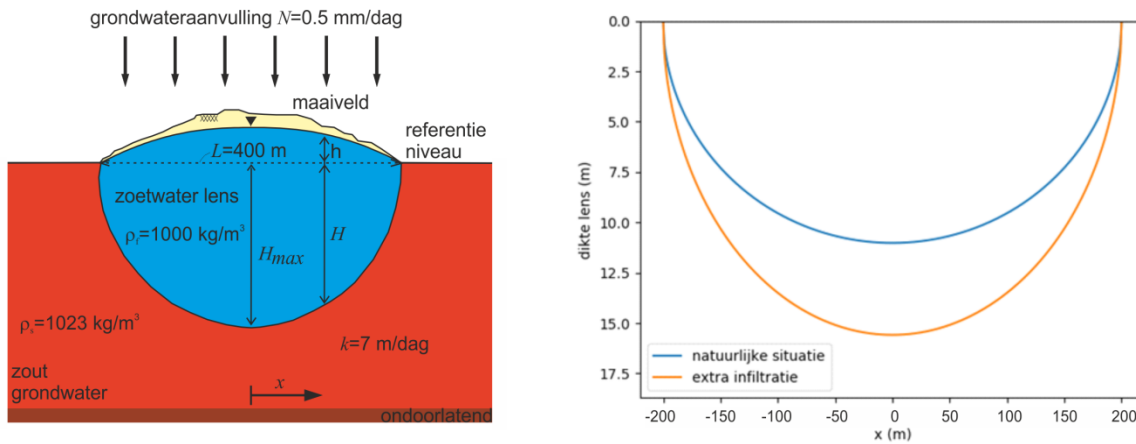 grondwateraanvulling N=0.5 mm/dag
maaiveld
referentie
niveau
L=400 m
h
zoetwater lens
ρf=1000 kg/m³
Hmax
H
ρs=1023 kg/m³
k=7 m/dag
zout
grondwater
x
ondoorlatend
0.0
2.5
5.0
7.5
10.0
12.5
15.0
17.5
dikte lens (m)
natuurlijke situatie
extra infiltratie
-200 -150 -100 -50 0 50 100 150 200
x (m)